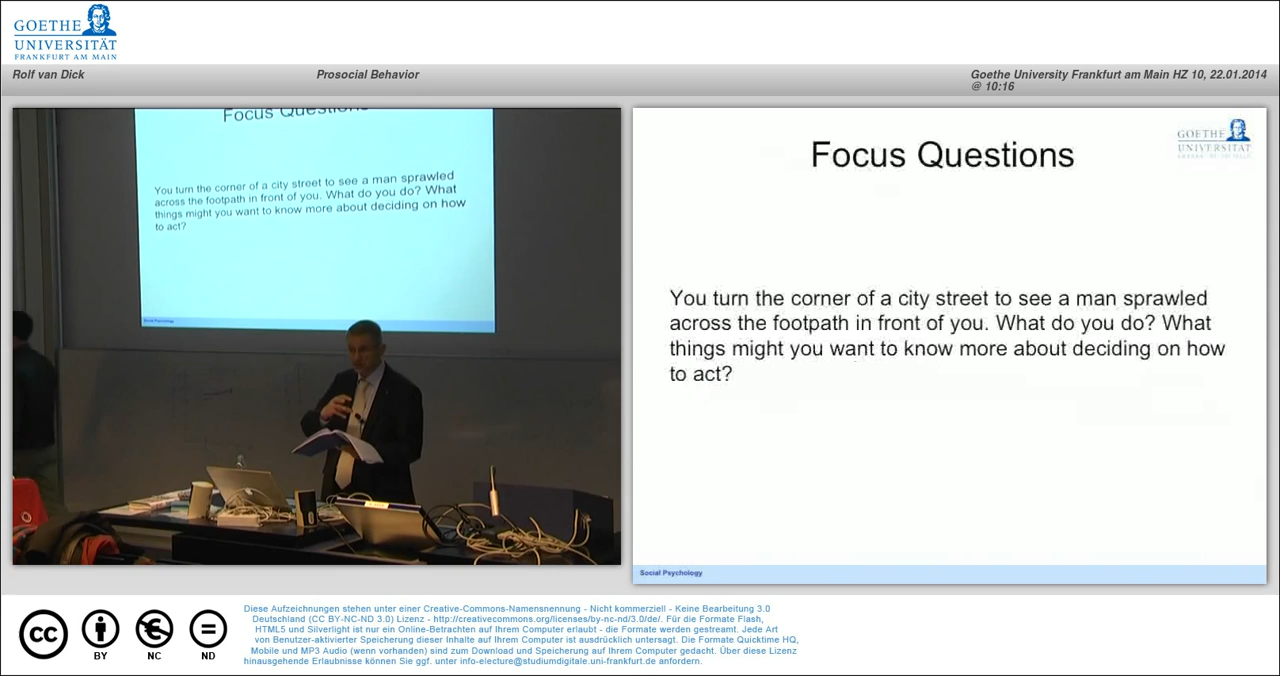 GOETHE
UNIVERSITÄT
FRANKFURT AM MAIN
Rolf van Dick
Prosocial Behavior
Goethe University Frankfurt am Main HZ 10, 22.01.2014
@ 10:16
Focus Questions
You turn the corner of a city street to see a man sprawled
across the footpath in front of you. What do you do? What
things might you want to know more about deciding on how
to act?
Social Psychology
GOETHE
UNIVERSITÄT
FRANKFURT AM MAIN
Focus Questions
You turn the corner of a city street to see a man sprawled
across the footpath in front of you. What do you do? What
things might you want to know more about deciding on how
to act?
Social Psychology
cc
BY
NC
ND
Diese Aufzeichnungen stehen unter einer Creative-Commons-Namensnennung - Nicht kommerziell - Keine Bearbeitung 3.0
Deutschland (CC BY-NC-ND 3.0) Lizenz - http://creativecommons.org/licenses/by-nc-nd/3.0/de/. Für die Formate Flash,
HTML5 und Silverlight ist nur ein Online-Betrachten auf Ihrem Computer erlaubt - die Formate werden gestreamt. Jede Art
von Benutzer-aktivierter Speicherung dieser Inhalte auf Ihrem Computer ist ausdrücklich untersagt. Die Formate Quicktime HQ,
Mobile und MP3 Audio (wenn vorhanden) sind zum Download und Speicherung auf Ihrem Computer gedacht. Über diese Lizenz
hinausgehende Erlaubnisse können Sie ggf. unter info-electure@studiumdigitale.uni-frankfurt.de anfordern.